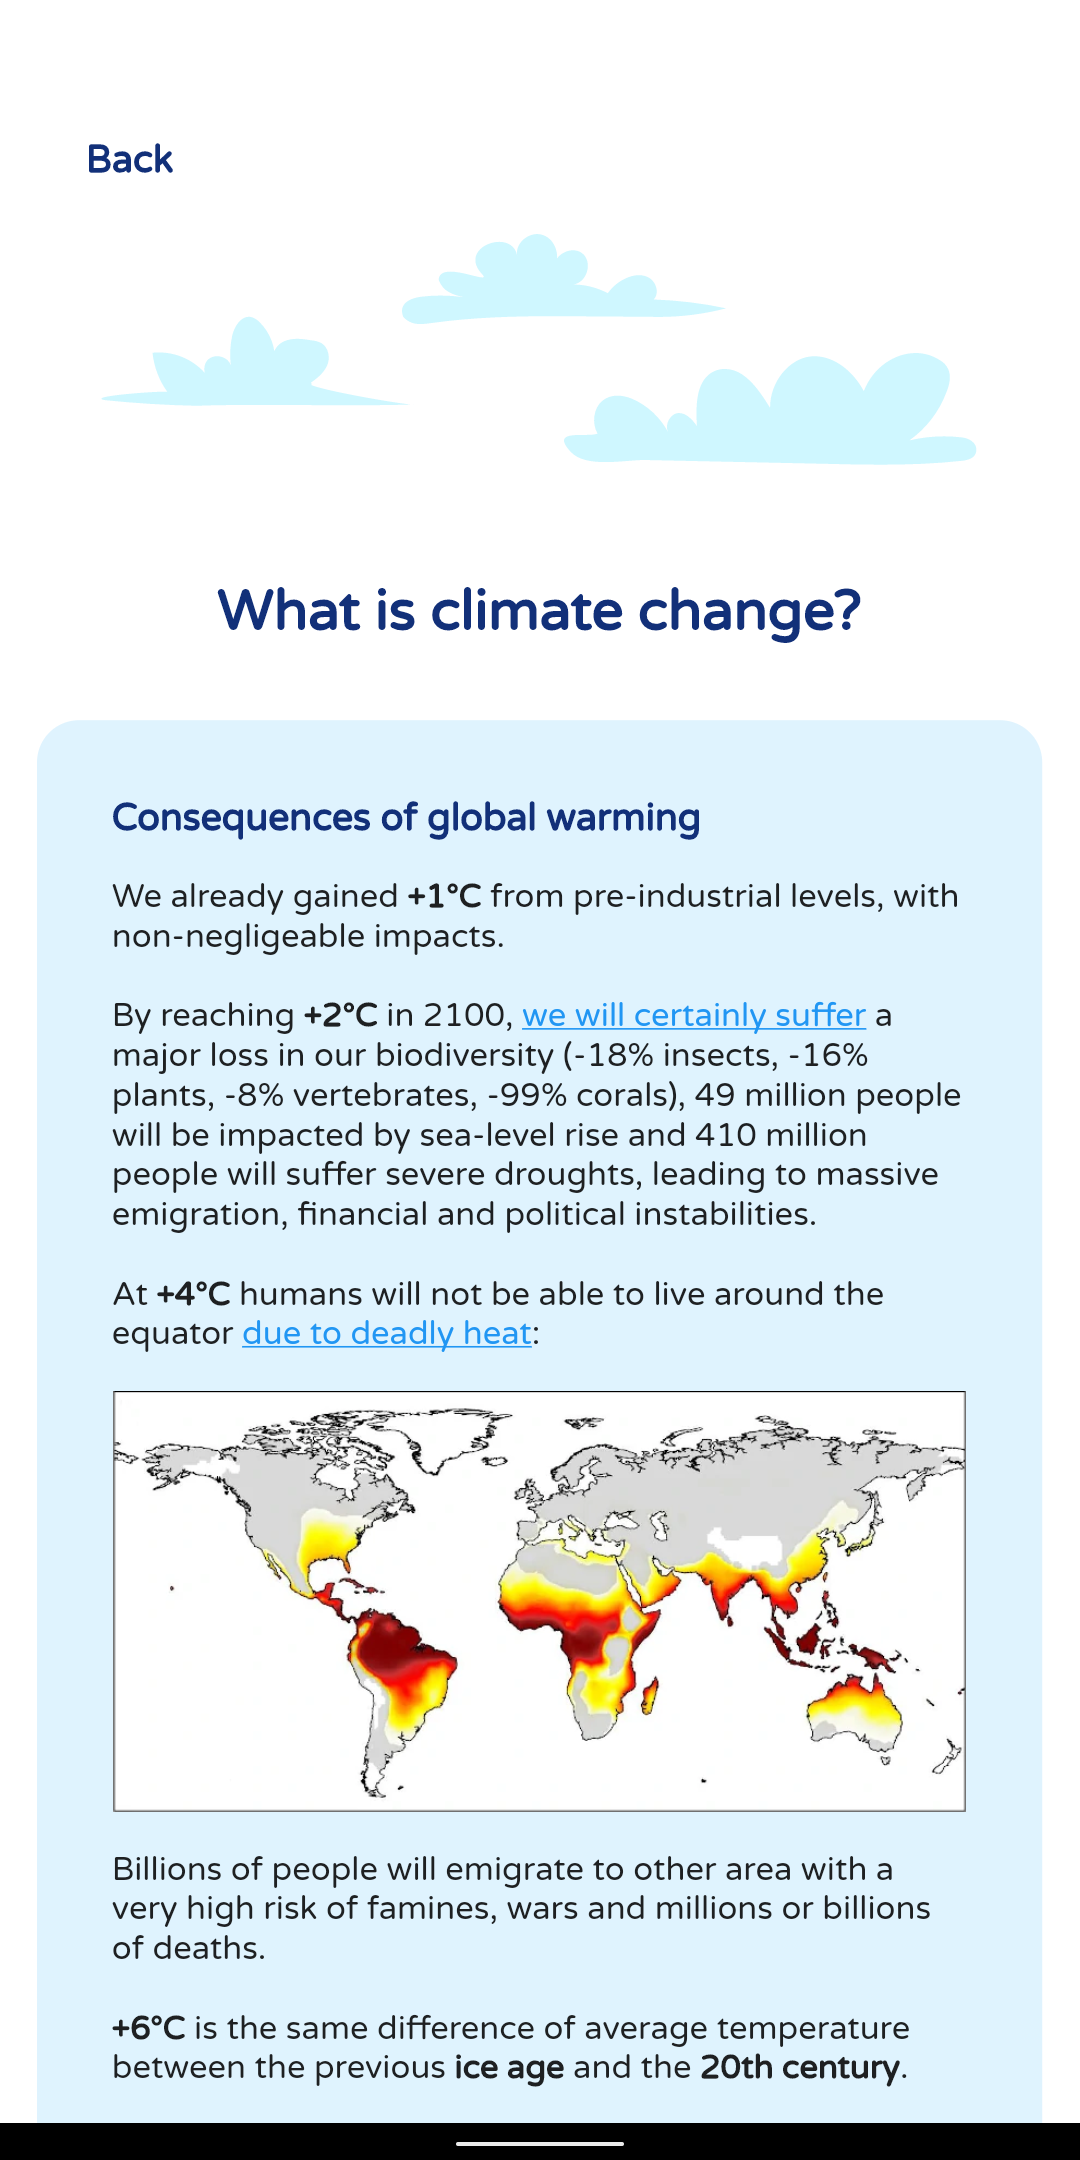 Back
What is climate change?
Consequences of global warming
We already gained +1°C from pre-industrial levels, with
non-negligeable impacts.
By reaching +2°C in 2100, we will certainly suffer a
major loss in our biodiversity (-18% insects, -16%
plants, -8% vertebrates, -99% corals), 49 million people
will be impacted by sea-level rise and 410 million
people will suffer severe droughts, leading to massive
emigration, financial and political instabilities.
At +4°C humans will not be able to live around the
equator due to deadly heat:
Billions of people will emigrate to other area with a
very high risk of famines, wars and millions or billions
of deaths.
+6°C is the same difference of average temperature
between the previous ice age and the 20th century.